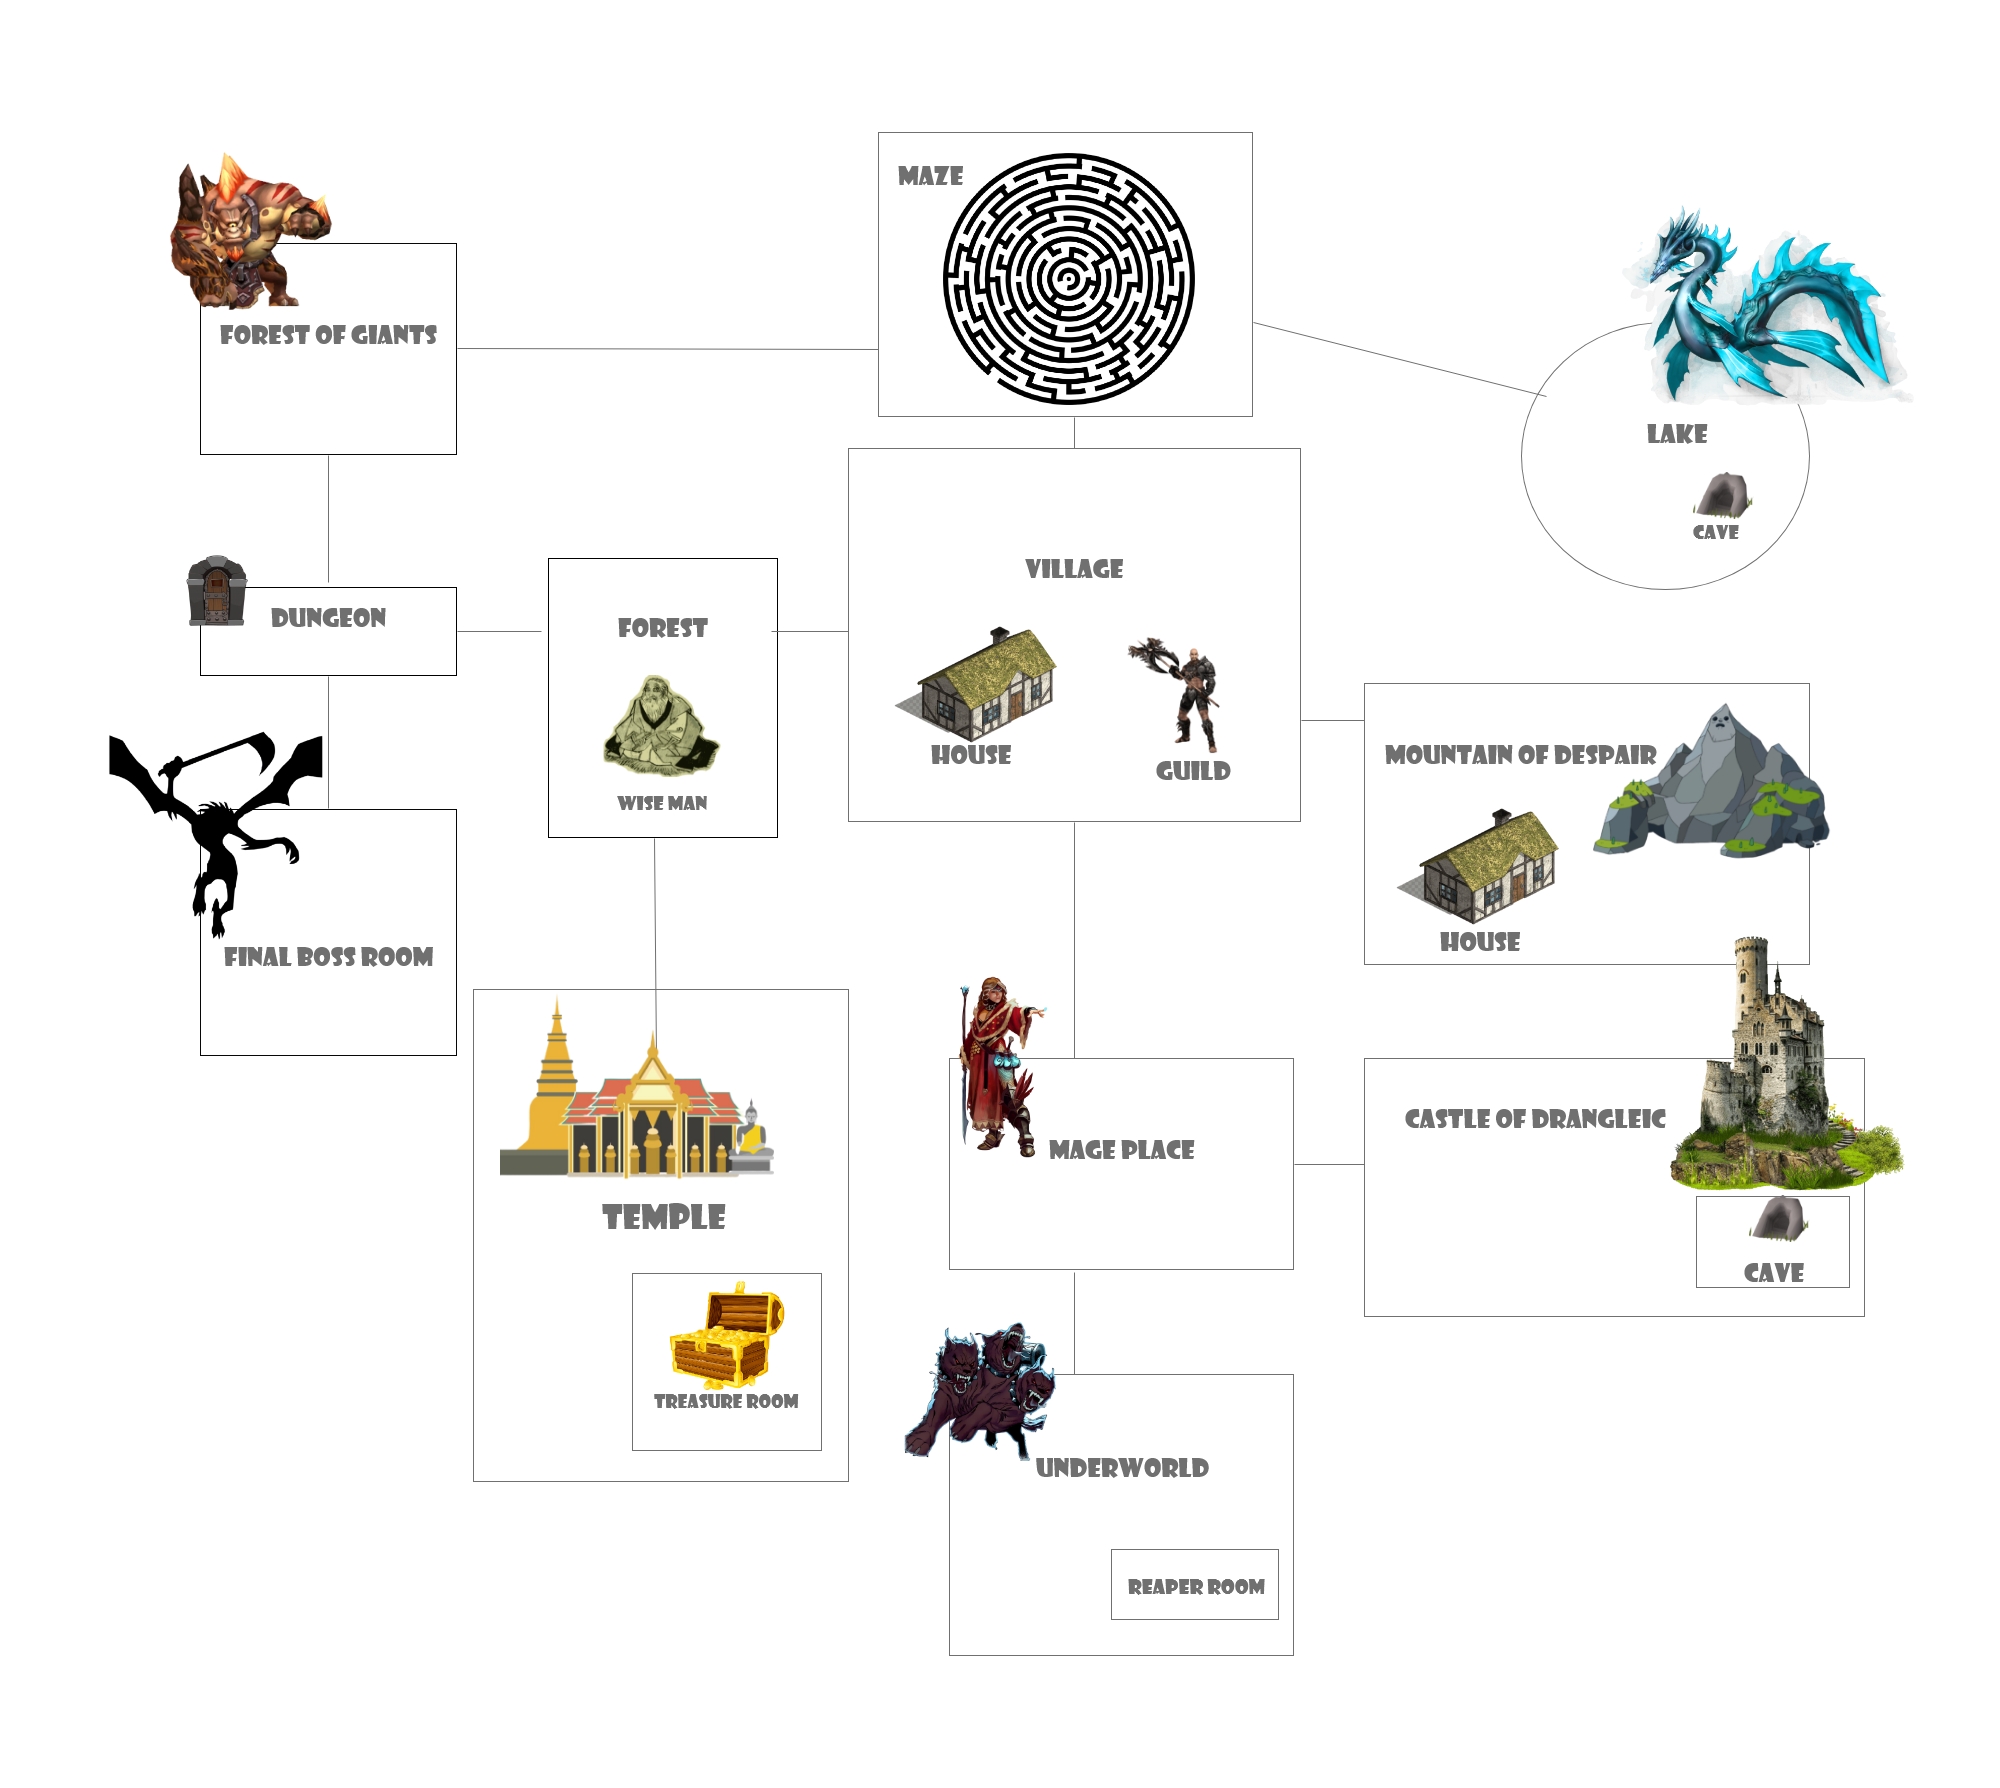 MAZE
FOREST OF GIANTS
LAKE
CAVE
VILLAGE
DUNGEON
FOREST
HOUSE
GUILD
MOUNTAIN OF DESPAIR
WISE MAN
HOUSE
FINAL BOSS ROOM
CASTLE OF DRANGLEIC
MAGE PLACE
TEMPLE
CAVE
TREASURE ROOM
UNDERWORLD
REAPER ROOM